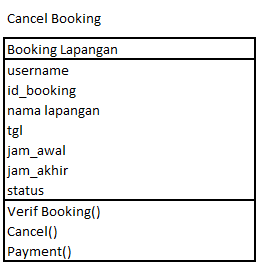 Cancel Booking
Booking Lapangan
username
id_booking
nama lapangan
tgl
jam_awal
jam_akhir
status
Verif Booking()
Cancel()
Payment()